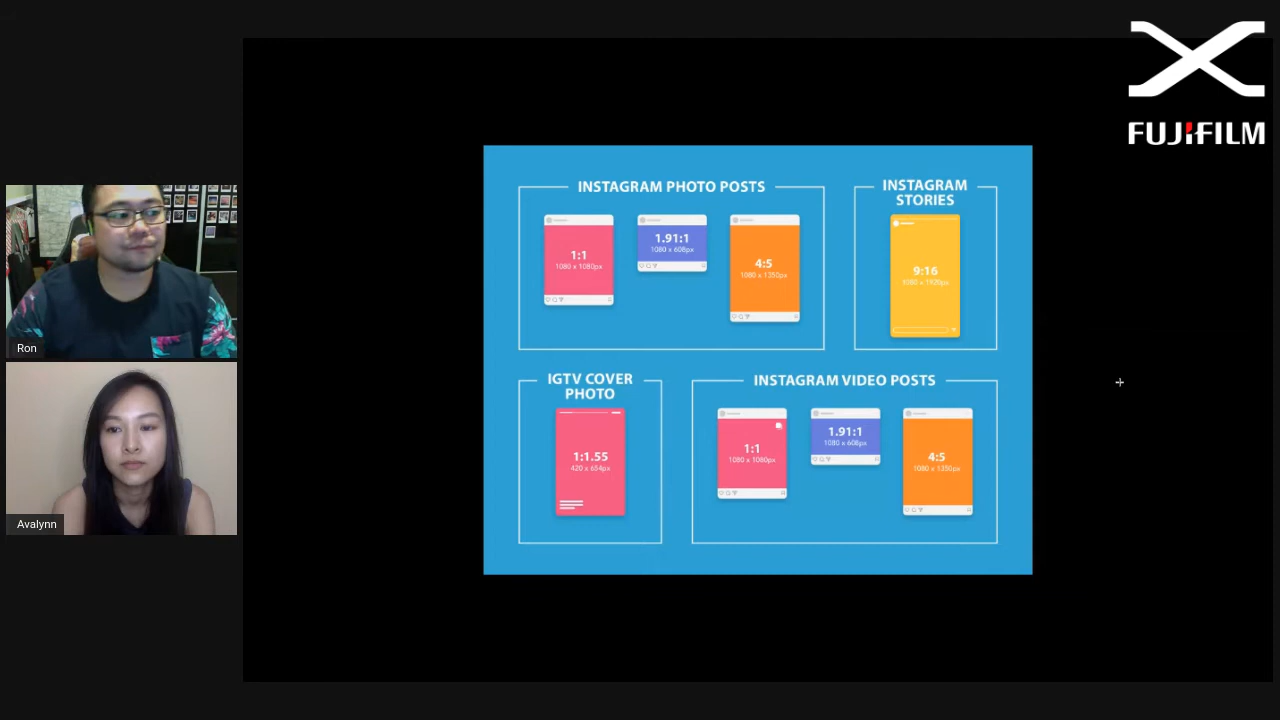 FUJIFILM
INSTAGRAM PHOTO POSTS
1:1
1080 x 1080px
1.91:1
1080 x 608px
4:5
1080 x 1350px
INSTAGRAM
STORIES
9:16
1080 x 1920px
IGTV COVER
PHOTO
1:1.55
420 x 654px
INSTAGRAM VIDEO POSTS
1:1
1080 x 1080px
1.91:1
1080 x 608px
4:5
1080 x 1350px
Ron
Avalynn